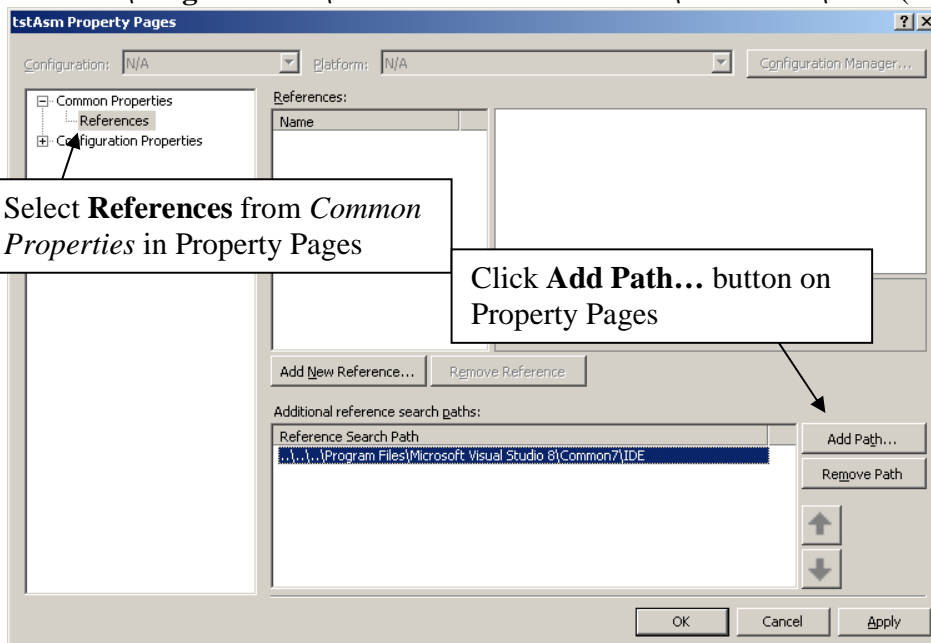 tstAsm Property Pages
Configuration: N/A Platform: N/A Configuration Manager...
Common Properties
References
Configuration Properties
References:
Name
Select References from Common
Properties in Property Pages
Click Add Path… button on
Property Pages
Add New Reference... Remove Reference
Additional reference search paths:
Reference Search Path
..\..\..\Program Files\Microsoft Visual Studio 8\Common7\IDE
Add Path...
Remove Path
OK Cancel Apply